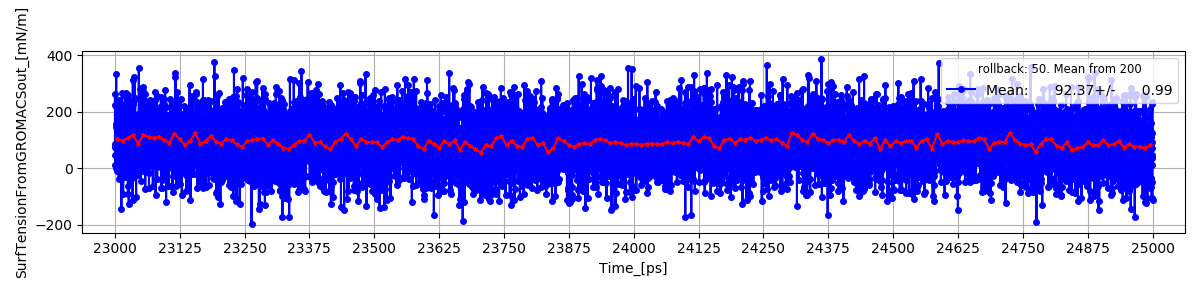 SurfTensionFromGROMACSout_[mN/m]
400
200
0
−200
rollback: 50. Mean from 200
Mean: 92.37+/- 0.99
23000 23125 23250 23375 23500 23625 23750 23875 24000 24125 24250 24375 24500 24625 24750 24875 25000
Time_[ps]